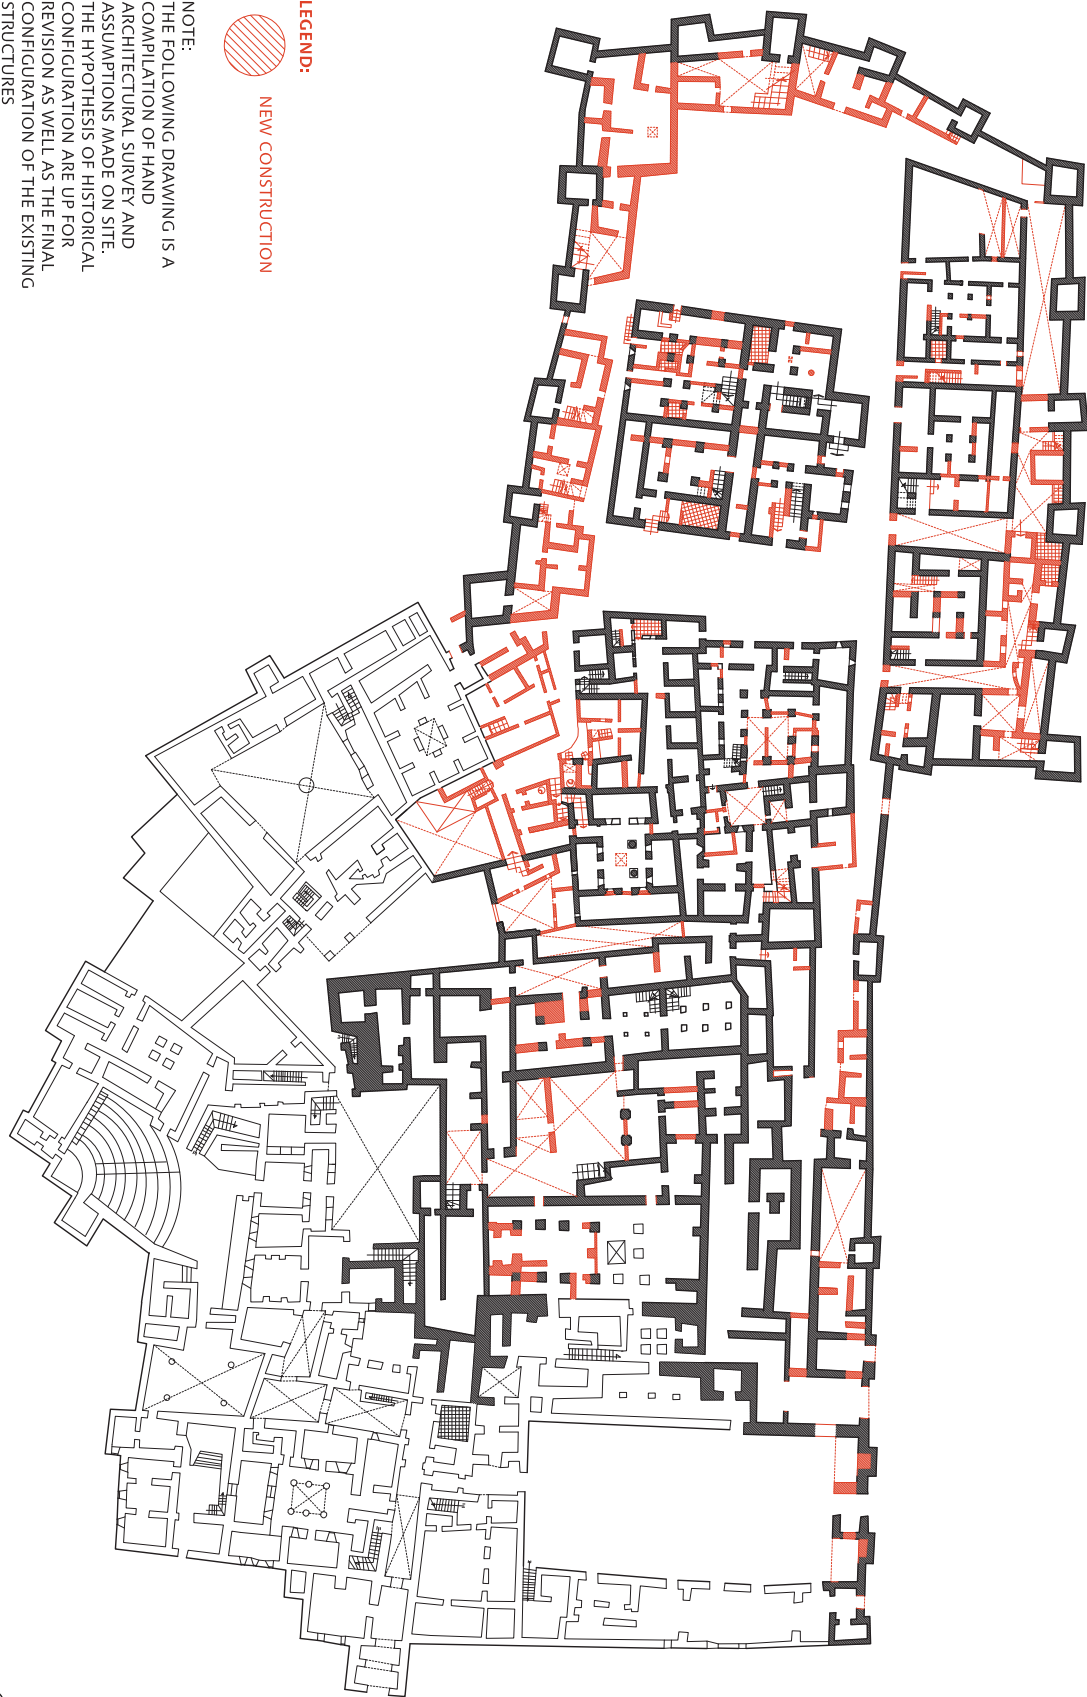 LEGEND:
NEW CONSTRUCTION
NOTE:
THE FOLLOWING DRAWING IS A
COMPILATION OF HAND
ARCHITECTURAL SURVEY AND
ASSUMPTIONS MADE ON SITE.
THE HYPOTHESIS OF HISTORICAL
CONFIGURATION ARE UP FOR
REVISION AS WELL AS THE FINAL
CONFIGURATION OF THE EXISTING
STRUCTURES